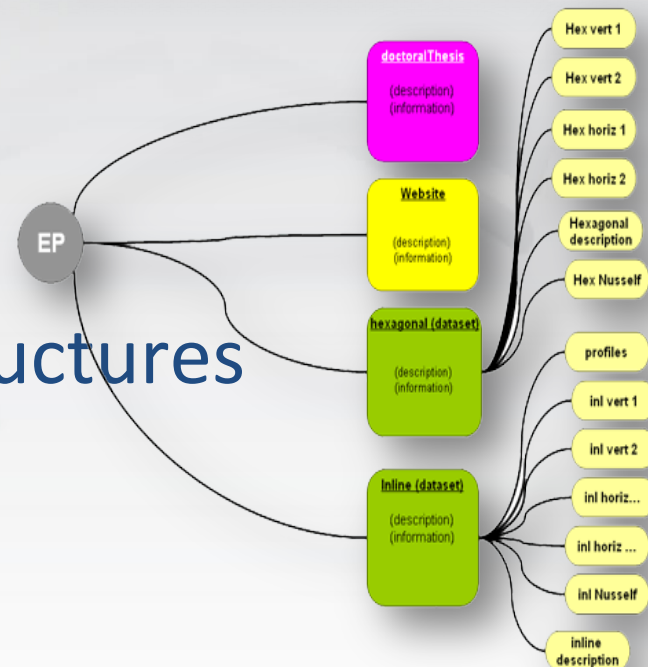 EP
uctures
doctoralThesis
(description)
(information)
Website
(description)
(information)
hexagonal (dataset)
(description)
(information)
Inline (dataset)
(description)
(information)
Hex vert 1
Hex vert 2
Hex horiz 1
Hex horiz 2
Hexagonal
description
Hex Nusself
profiles
inl vert 1
inl vert 2
inl horiz...
inl horiz ...
inl Nusself
inline
description